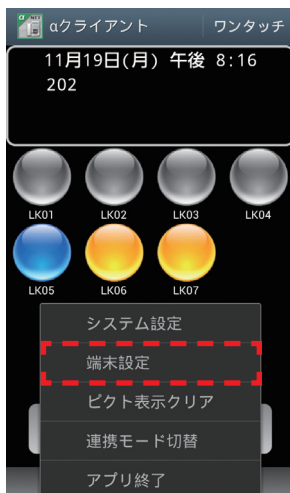 αクライアント ワンタッチ
11月19日(月) 午後 8:16
202
LK01 LK02 LK03 LK04
LK05 LK06 LK07
システム設定
端末設定
ピクト表示クリア
連携モード切替
アプリ終了